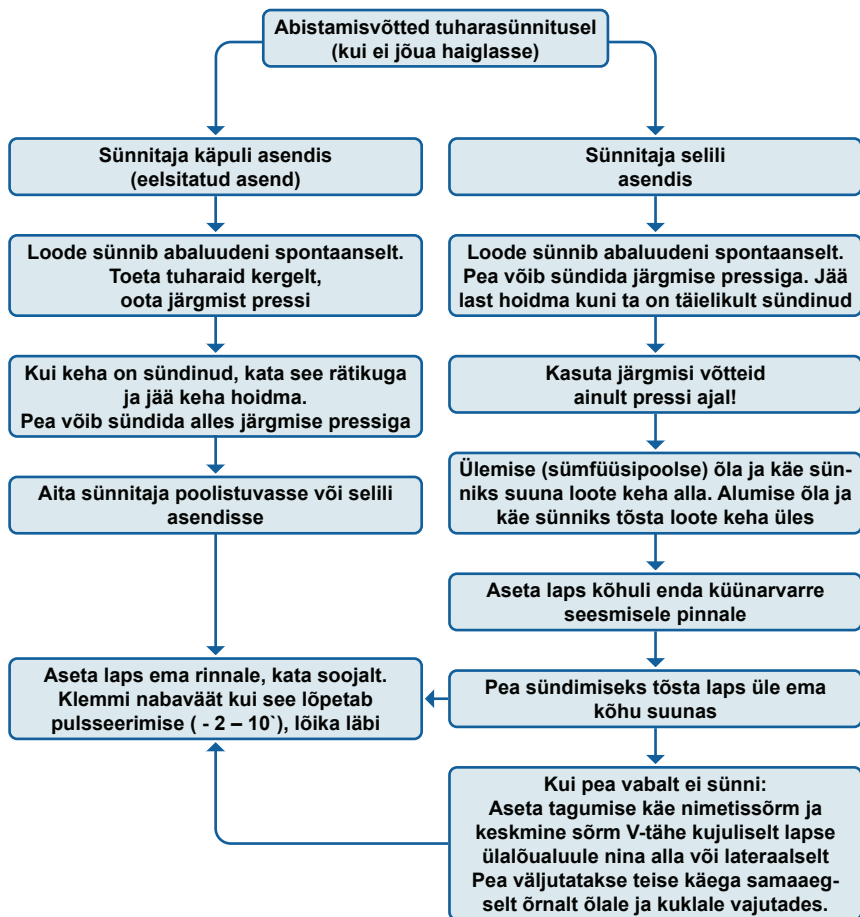 Abistamisvõtted tuharasünnitusel
(kui ei jõua haiglasse)
Sünnitaja käpuli asendis
(eelsitatud asend)
Loode sünnib abaluudeni spontaanselt.
Toeta tuharaid kergelt,
oota järgmist pressi
Kui keha on sündinud, kata see rätikuga
ja jää keha hoidma.
Pea võib sündida alles järgmise pressiga
Aita sünnitaja poolistuvasse või selili
asendisse
Aseta laps ema rinnale, kata soojalt.
Klemmi nabaväät kui see lõpetab
pulsseerimise ( - 2 – 10`), lõika läbi
Sünnitaja selili
asendis
Loode sünnib abaluudeni spontaanselt.
Pea võib sündida järgmise pressiga. Jää
last hoidma kuni ta on täielikult sündinud
Kasuta järgmisi võtteid
ainult pressi ajal!
Ülemise (sümfüüsipoolse) õla ja käe sün-
niks suuna loote keha alla. Alumise õla ja
käe sünniks tõsta loote keha üles
Aseta laps kõhuli enda küünarvarre
seesmisele pinnale
Pea sündimiseks tõsta laps üle ema
kõhu suunas
Kui pea vabalt ei sünni:
Aseta tagumise käe nimetissõrm ja
keskmine sõrm V-tähe kujuliselt lapse
ülalõualuule nina alla või lateraalselt
Pea väljutatakse teise käega samaaeg-
selt õrnalt õlale ja kuklale vajutades.